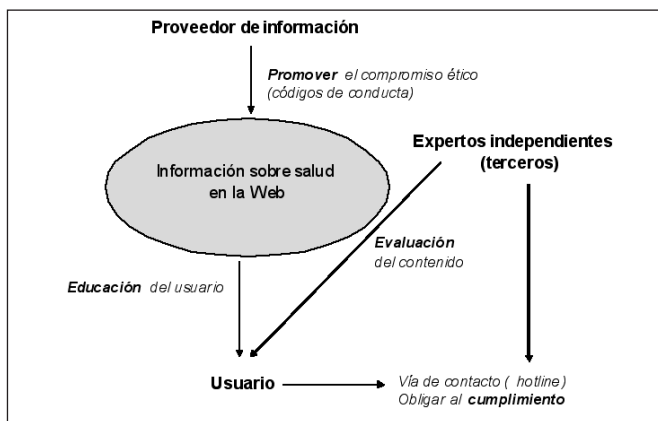 Proveedor de información
Promover el compromiso ético
(códigos de conducta)
Expertos independientes
(terceros)
Información sobre salud
en la Web
Evaluación
del contenido
Educación del usuario
Usuario
Vía de contacto ( hotline)
Obligar al cumplimiento